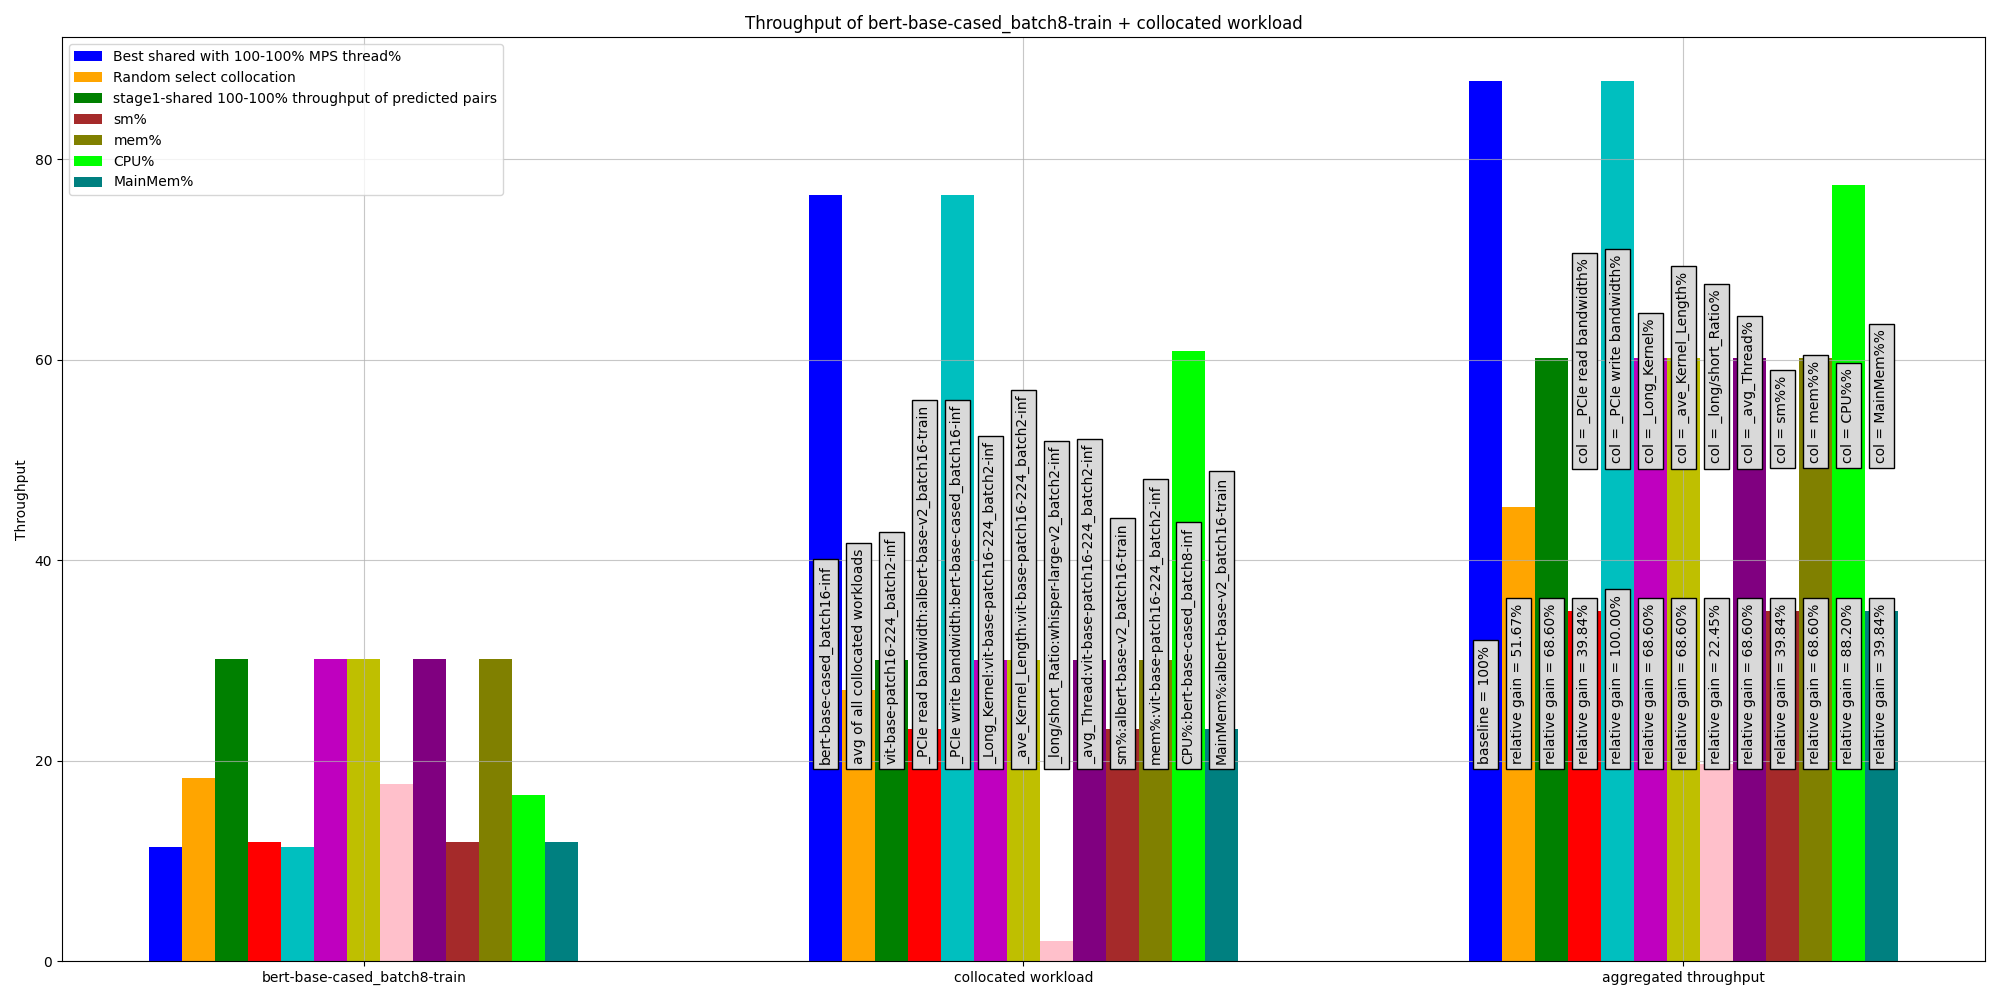 Throughput of bert-base-cased_batch8-train + collocated workload
Best shared with 100-100% MPS thread%
Random select collocation
stage1-shared 100-100% throughput of predicted pairs
sm%
mem%
CPU%
MainMem%
Throughput
80
60
40
20
0
bert-base-cased_batch16-inf
avg of all collocated workloads
vit-base-patch16-224_batch2-inf
_PCIe read bandwidth:albert-base-v2_batch16-train
_PCIe write bandwidth:bert-base-cased_batch16-inf
_Long_Kernel:vit-base-patch16-224_batch2-inf
_ave_Kernel_Length:vit-base-patch16-224_batch2-inf
_long/short_Ratio:whisper-large-v2_batch2-inf
_avg_Thread:vit-base-patch16-224_batch2-inf
sm%:albert-base-v2_batch16-train
mem%:vit-base-patch16-224_batch2-inf
CPU%:bert-base-cased_batch8-inf
MainMem%:albert-base-v2_batch16-train
col = _PCIe read bandwidth%
col = _PCIe write bandwidth%
col = _Long_Kernel%
col = _ave_Kernel_Length%
col = _long/short_Ratio%
col = _avg_Thread%
col = sm%%
col = mem%%
col = CPU%%
col = MainMem%%
baseline = 100%
relative gain = 51.67%
relative gain = 68.60%
relative gain = 39.84%
relative gain = 100.00%
relative gain = 68.60%
relative gain = 68.60%
relative gain = 22.45%
relative gain = 68.60%
relative gain = 39.84%
relative gain = 68.60%
relative gain = 88.20%
relative gain = 39.84%
bert-base-cased_batch8-train
collocated workload
aggregated throughput